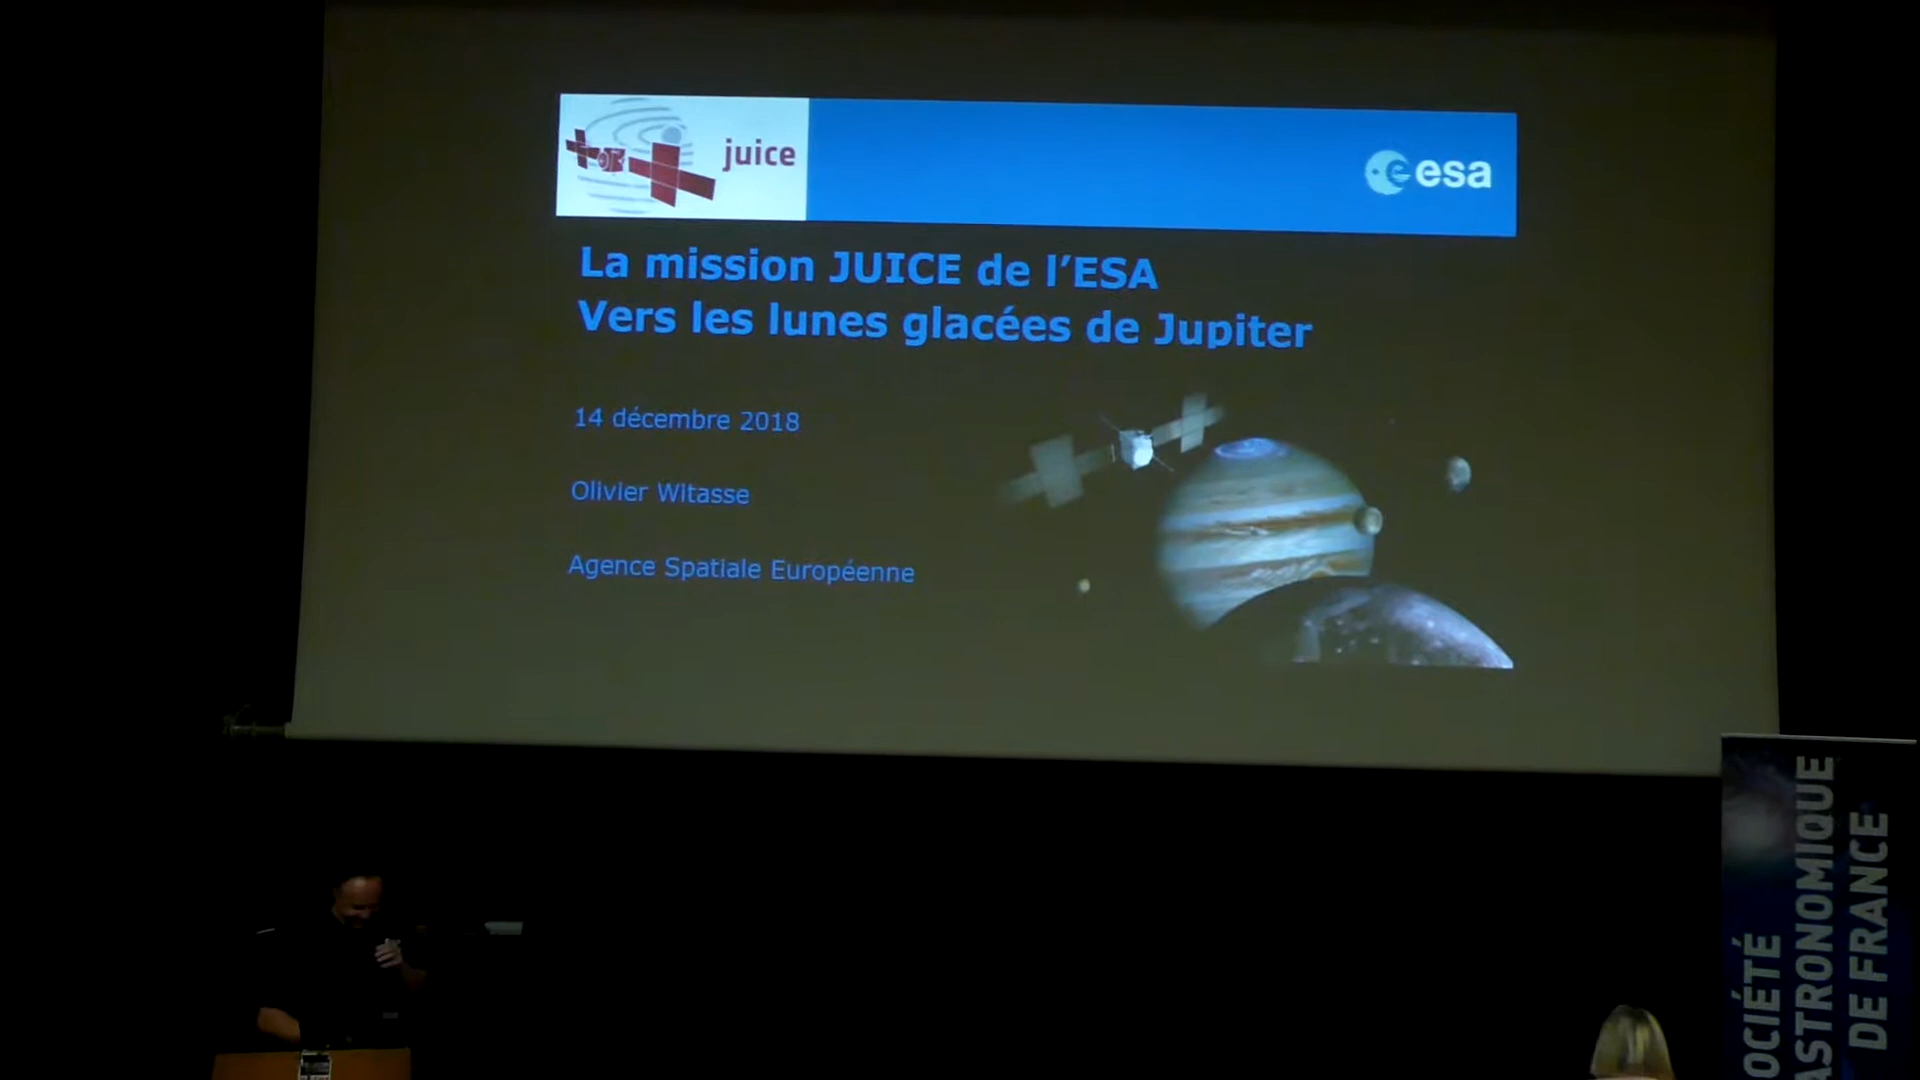 juice
esa
La mission JUICE de l'ESA
Vers les lunes glacées de Jupiter
14 décembre 2018
Olivier Witasse
Agence Spatiale Européenne
OCIÉTÉ
ASTRONOMIQUE
DE FRANCE